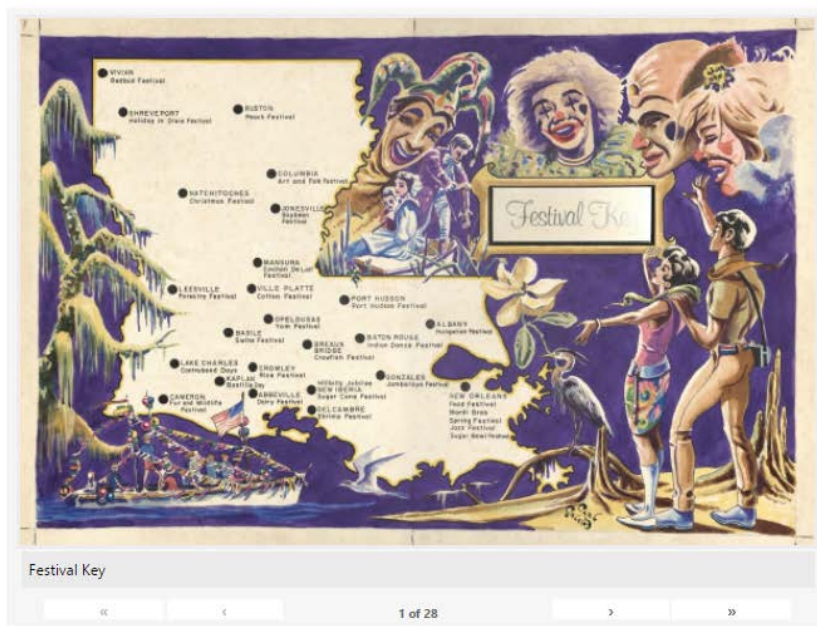 VIVIAN
Redbud Festival
SHREVEPORT
Holiday in Dixie Festival
RUSTON
Peach Festival
COLUMBIA
Art and Folk Festival
NATCHITOCHES
Christmas Festival
JONESVILLE
Soybean
Festival
MANSURA
Cochon De Lait
Festival
LEESVILLE
Forestry Festival
VILLE PLATTE
Cotton Festival
PORT HUDSON
Port Hudson Festival
OPELOUSAS
Yam Festival
ALBANY
Hungarian Festival
BASILE
Swine Festival
BREAUX
BRIDGE
Crawfish Festival
BATON ROUGE
Indian Dance Festival
LAKE CHARLES
Contraband Days
CROWLEY
Rice Festival
KAPLAN
Bastille Day
GONZALES
Jambalaya Festival
Hillbilly Jubilee
NEW IBERIA
Sugar Cane Festival
CAMERON
Fur and Wildlife
Festival
ABBEVILLE
Dairy Festival
DELCAMBRE
Shrimp Festival
NEW ORLEANS
Food Festival
Mardi Gras
Spring Festival
Jazz Festival
Sugar Bowl Festival
Festival Key
Festival Key
« ‹ 1 of 28 › »